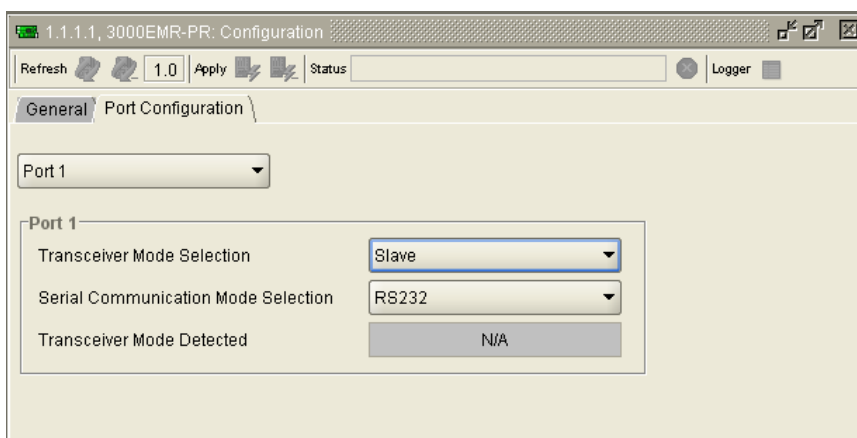 1.1.1.1, 3000EMR-PR: Configuration
Refresh 1.0 Apply Status Logger
General Port Configuration
Port 1
Port 1
Transceiver Mode Selection Slave
Serial Communication Mode Selection RS232
Transceiver Mode Detected N/A